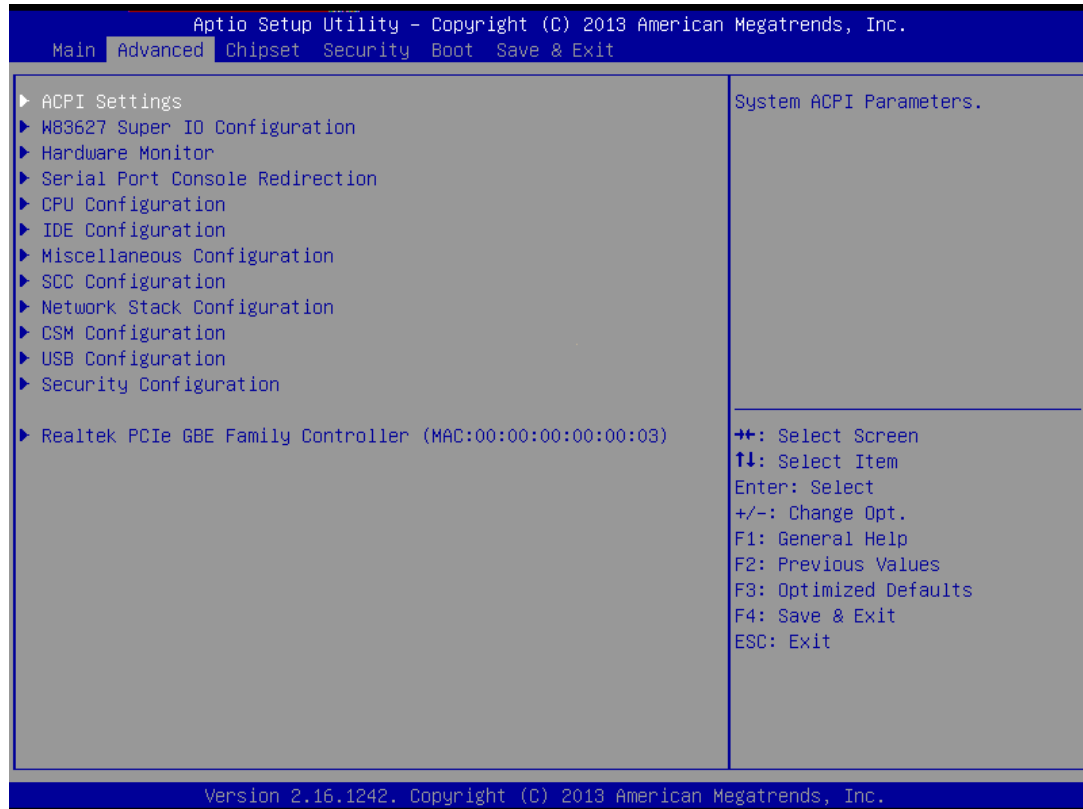 Aptio Setup Utility – Copyright (C) 2013 American Megatrends, Inc.
Main Advanced Chipset Security Boot Save & Exit
▶ ACPI Settings
▶ W83627 Super IO Configuration
▶ Hardware Monitor
▶ Serial Port Console Redirection
▶ CPU Configuration
▶ IDE Configuration
▶ Miscellaneous Configuration
▶ SCC Configuration
▶ Network Stack Configuration
▶ CSM Configuration
▶ USB Configuration
▶ Security Configuration
▶ Realtek PCIe GBE Family Controller (MAC:00:00:00:00:00:03)
System ACPI Parameters.
→←: Select Screen
↑↓: Select Item
Enter: Select
+/-: Change Opt.
F1: General Help
F2: Previous Values
F3: Optimized Defaults
F4: Save & Exit
ESC: Exit
Version 2.16.1242. Copyright (C) 2013 American Megatrends, Inc.